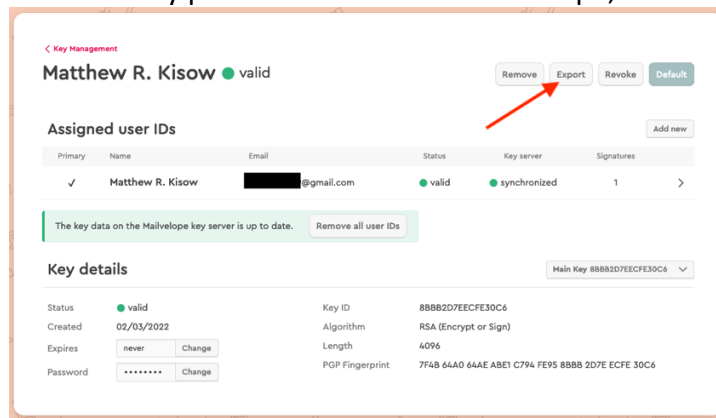 < Key Management
Matthew R. Kisow valid
Remove Export Revoke Default
Assigned user IDs
Add new
Primary Name Email Status Key server Signatures
✓ Matthew R. Kisow @gmail.com valid synchronized 1 >
The key data on the Mailvelope key server is up to date. Remove all user IDs
Key details
Main Key 8BBB2D7EECFE30C6
Status valid
Created 02/03/2022
Expires never Change
Password •••••••• Change
Key ID 8BBB2D7EECFE30C6
Algorithm RSA (Encrypt or Sign)
Length 4096
PGP Fingerprint 7F4B 64A0 64AE ABE1 C794 FE95 8BBB 2D7E ECFE 30C6